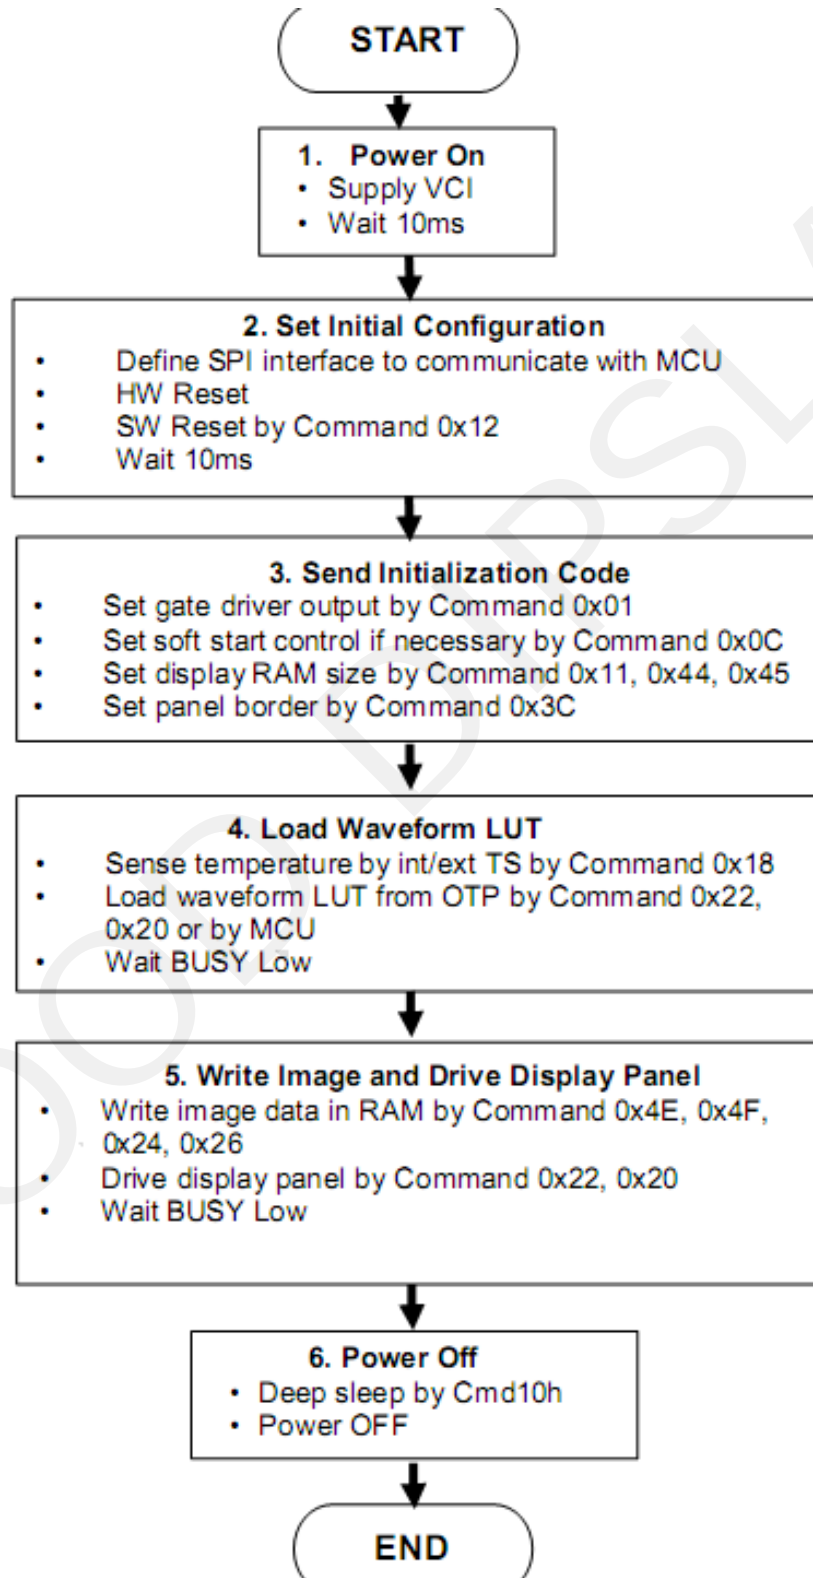 START
1. Power On
• Supply VCI
• Wait 10ms
2. Set Initial Configuration
• Define SPI interface to communicate with MCU
• HW Reset
• SW Reset by Command 0x12
• Wait 10ms
3. Send Initialization Code
• Set gate driver output by Command 0x01
• Set soft start control if necessary by Command 0x0C
• Set display RAM size by Command 0x11, 0x44, 0x45
• Set panel border by Command 0x3C
4. Load Waveform LUT
• Sense temperature by int/ext TS by Command 0x18
• Load waveform LUT from OTP by Command 0x22,
0x20 or by MCU
• Wait BUSY Low
5. Write Image and Drive Display Panel
• Write image data in RAM by Command 0x4E, 0x4F,
0x24, 0x26
• Drive display panel by Command 0x22, 0x20
• Wait BUSY Low
6. Power Off
• Deep sleep by Cmd10h
• Power OFF
END